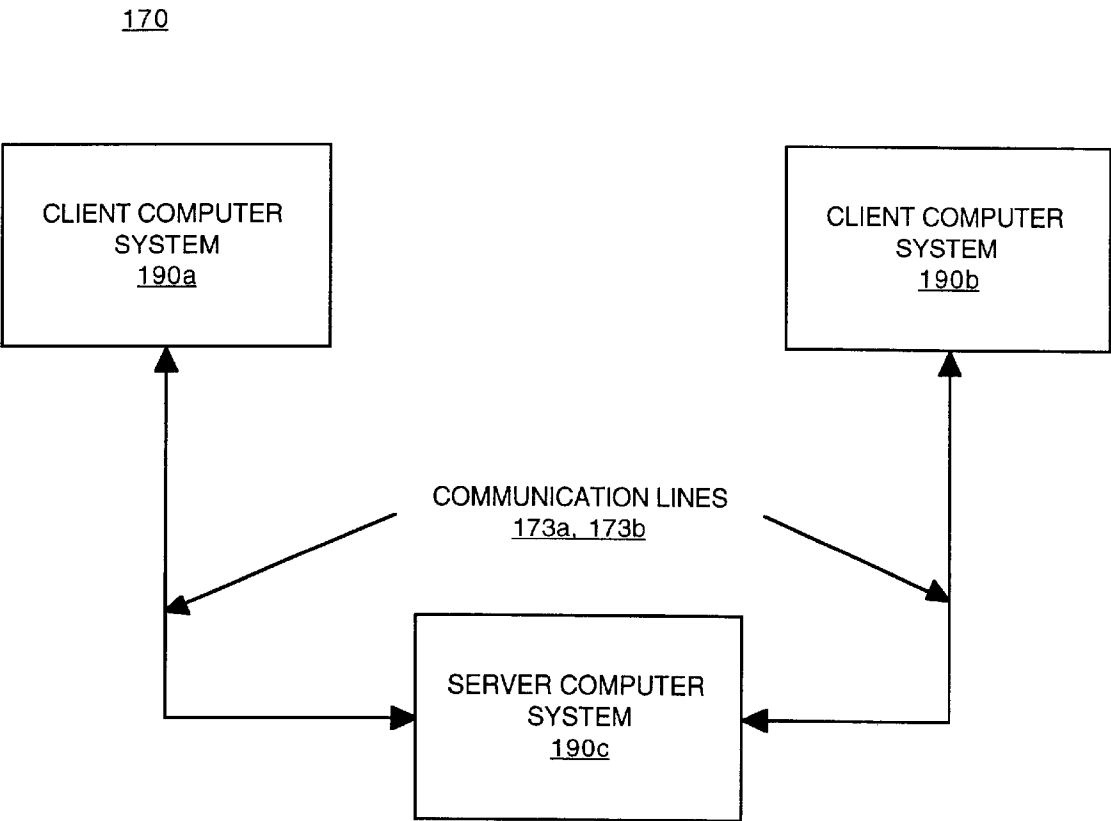 170
CLIENT COMPUTER
SYSTEM
190a
CLIENT COMPUTER
SYSTEM
190b
COMMUNICATION LINES
173a, 173b
SERVER COMPUTER
SYSTEM
190c